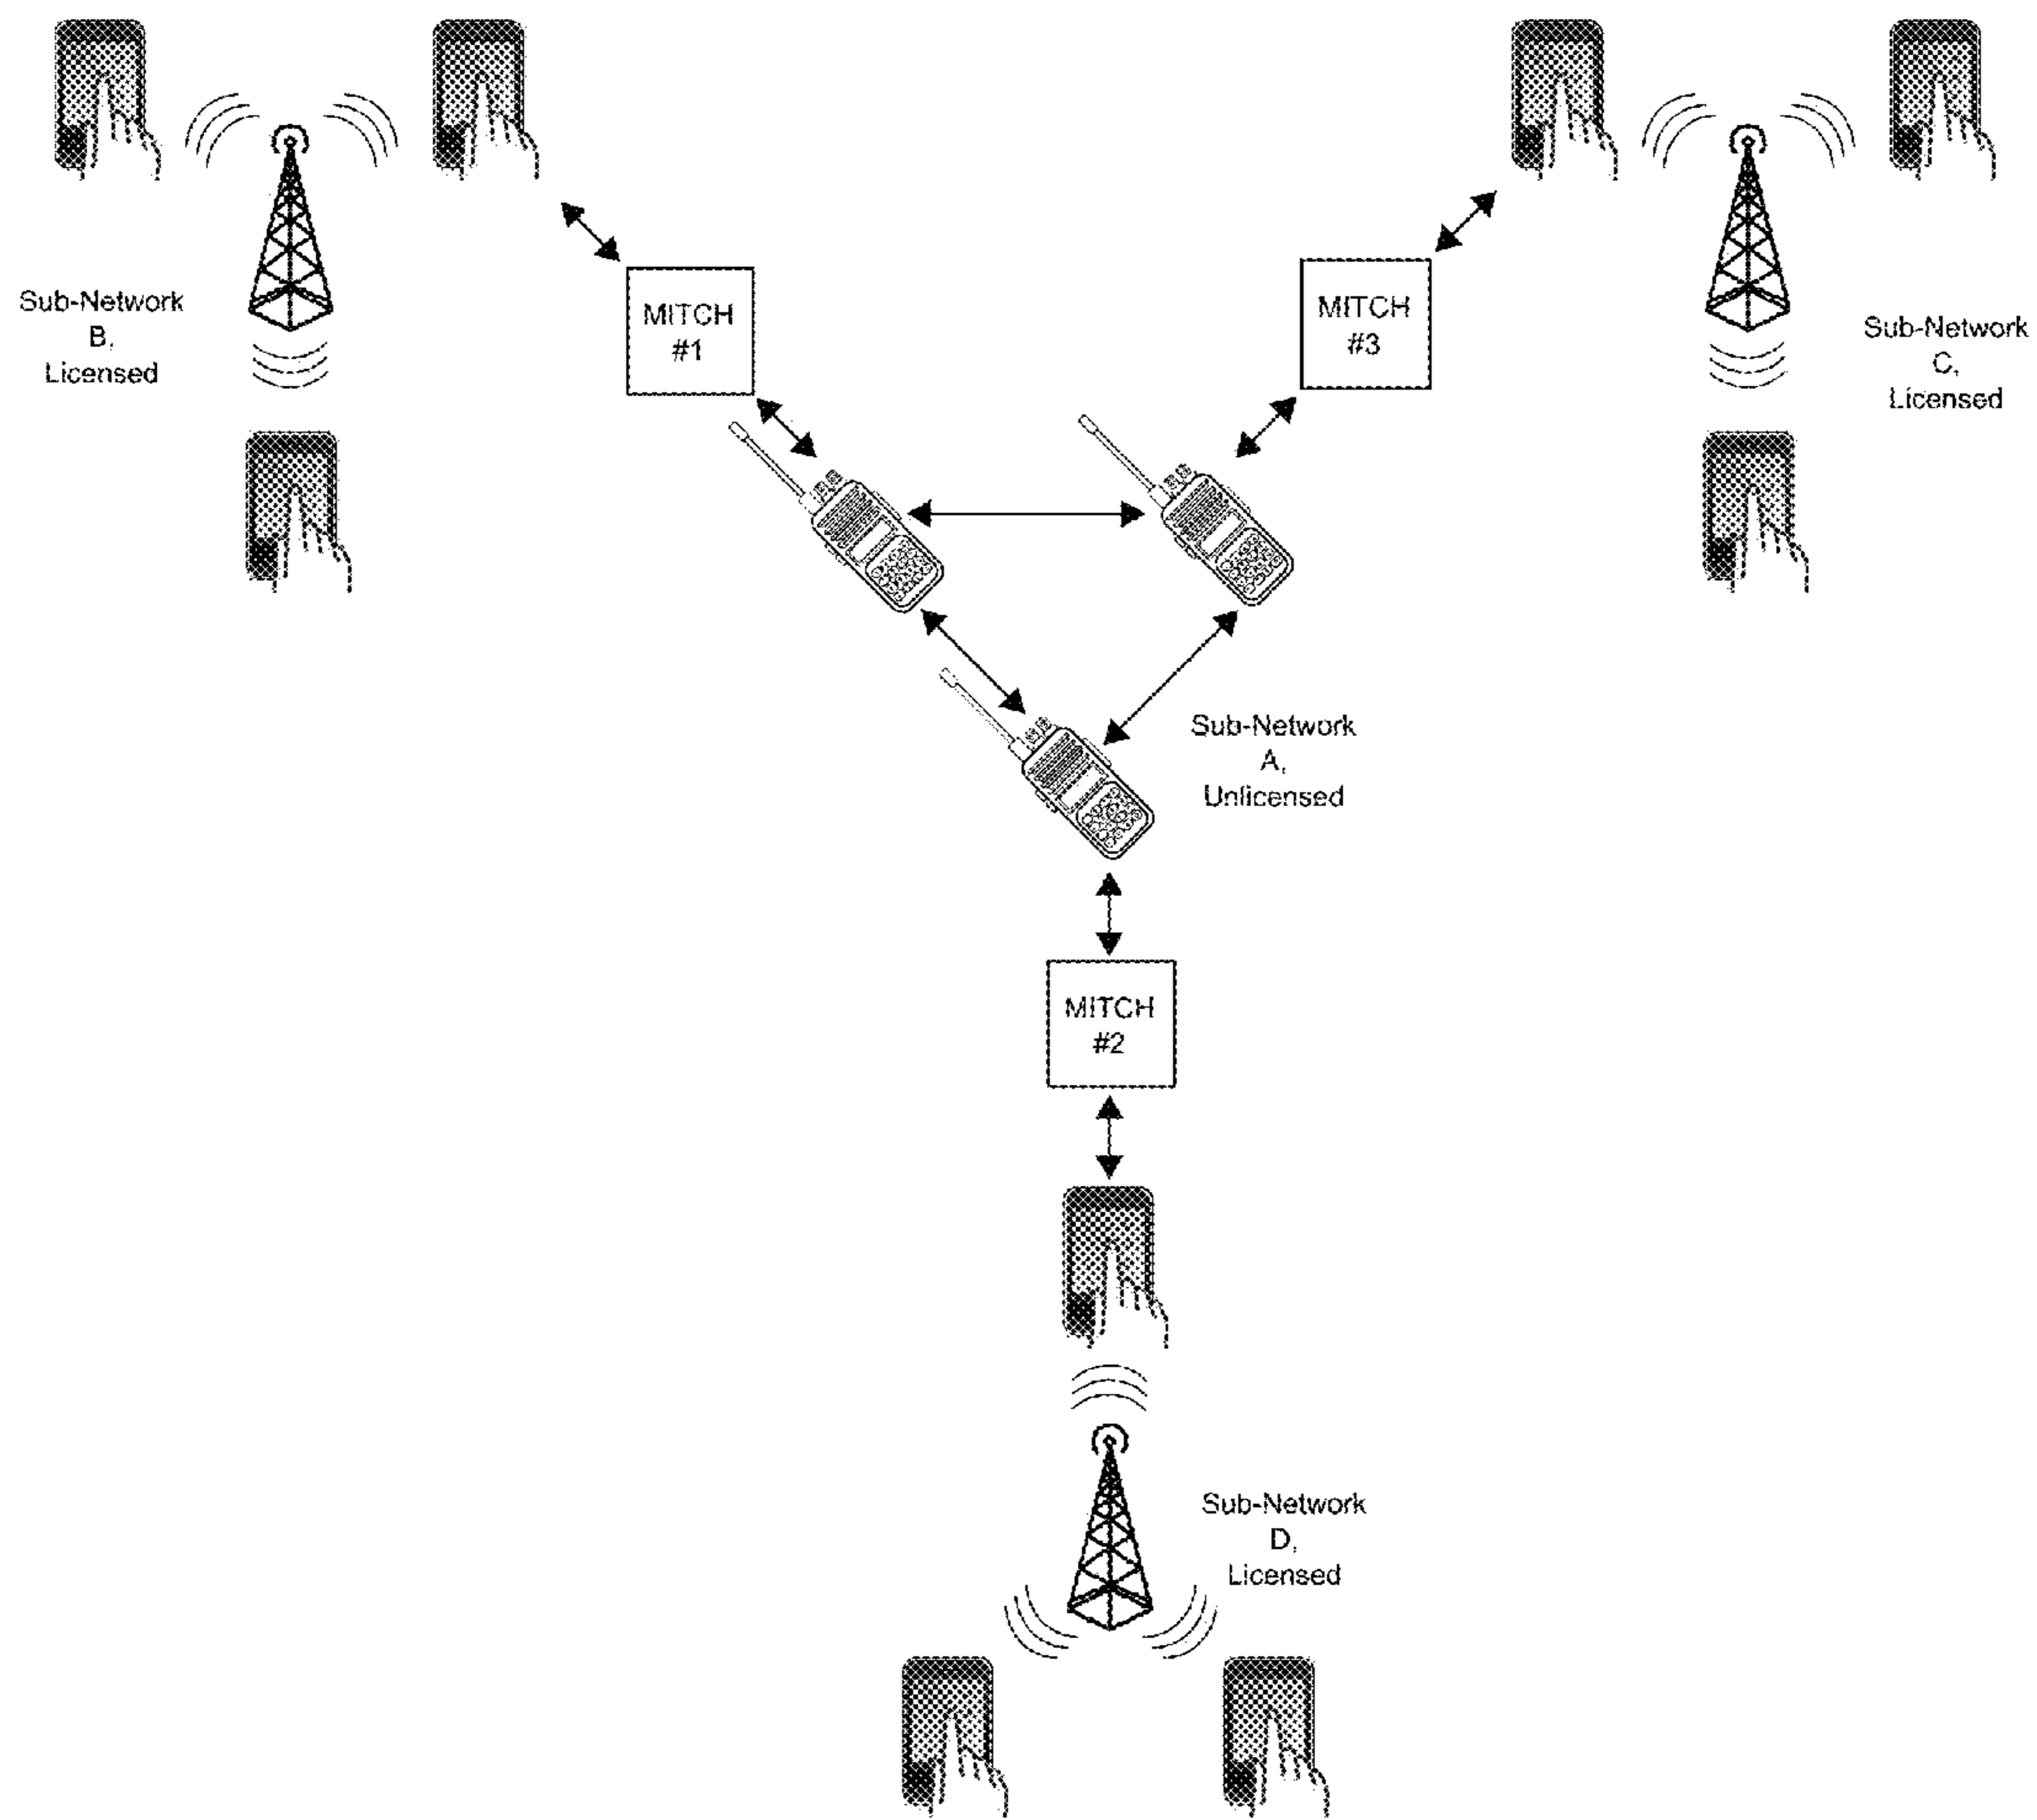 Sub-Network
B,
Licensed
MITCH
#1
MITCH
#3
Sub-Network
C,
Licensed
Sub-Network
A,
Unlicensed
MITCH
#2
Sub-Network
D,
Licensed